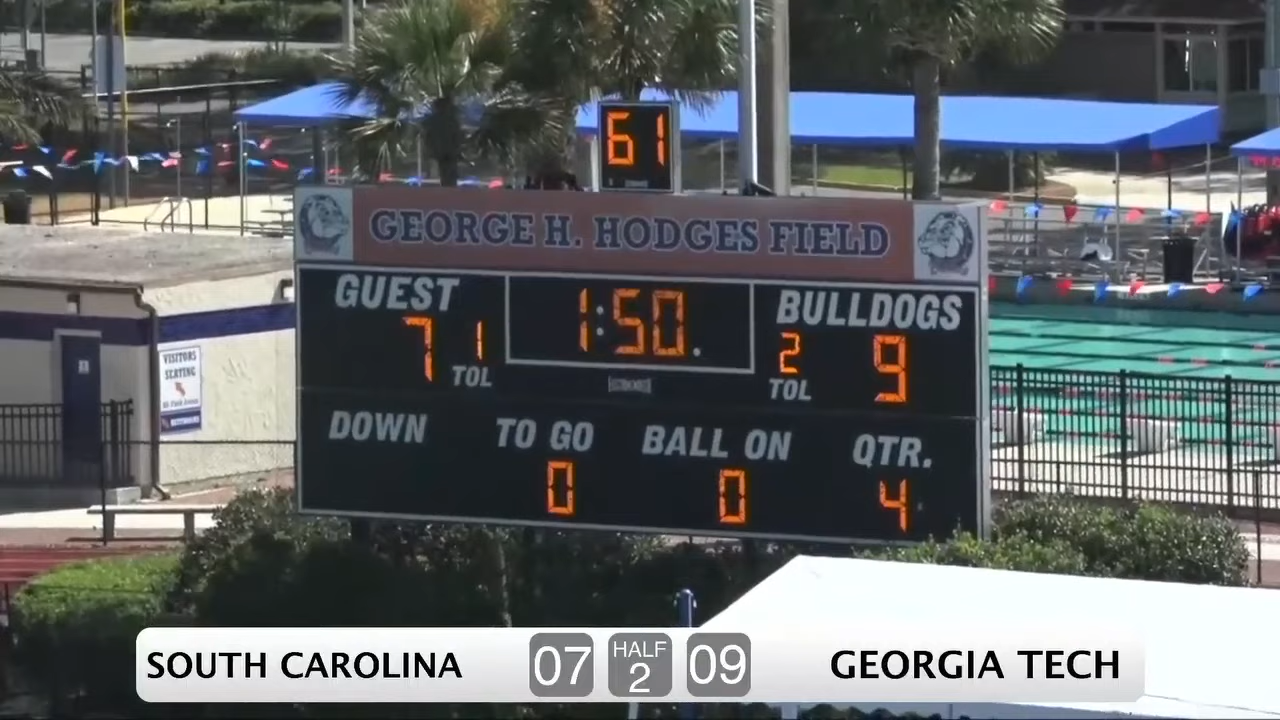 61
GEORGE H. HODGES FIELD
GUEST 1:50. BULLDOGS
7 1 TOL 2 TOL 9
DOWN TO GO BALL ON QTR.
0 0 4
VISITORS
SEATING
SOUTH CAROLINA 07 HALF 2 09 GEORGIA TECH